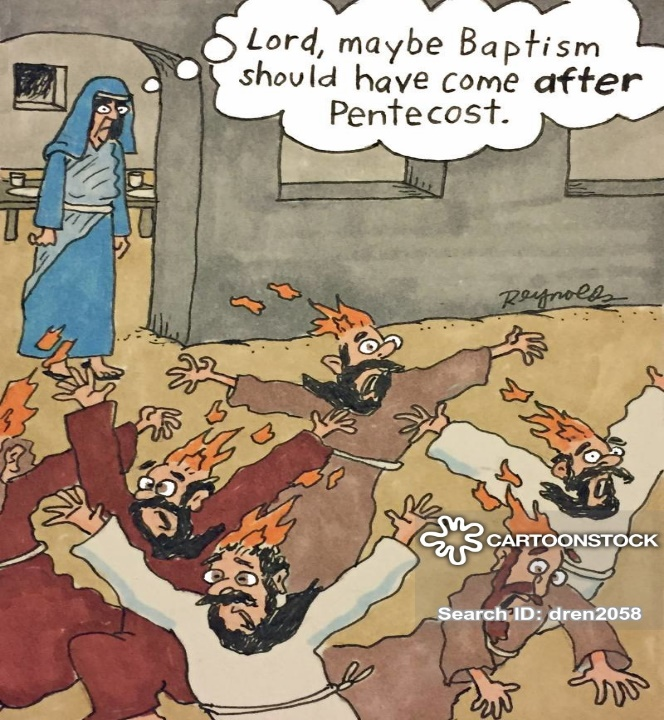 Lord, maybe Baptism
should have come after
Pentecost.
Reynolds
CARTOONSTOCK
Search ID: dren2058